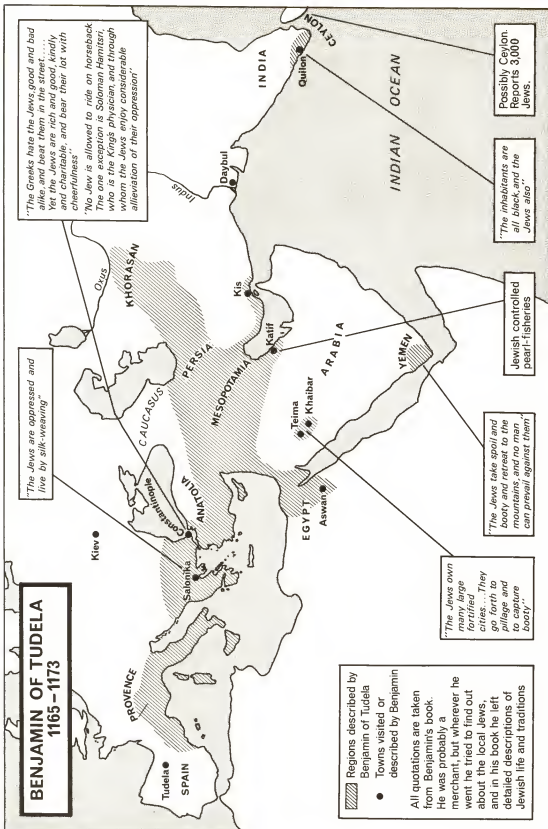 BENJAMIN OF TUDELA
1165–1173
"The Jews are oppressed and
live by silk-weaving"
"The Greeks hate the Jews, good and bad
alike, and beat them in the street.....
Yet the Jews are rich and good, kindly
and charitable, and bear their lot with
cheerfulness"
"No Jew is allowed to ride on horseback
The one exception is Soloman Hamitsri,
who is the King's physician, and through
whom the Jews enjoy considerable
allieviation of their oppression"
Kiev
CAUCASUS
Oxus
KHORASAN
PERSIA
Indus
INDIA
CEYLON
Quilon
Daybul
Kis
Katif
MESOPOTAMIA
ARABIA
Teima
Khaibar
YEMEN
INDIAN OCEAN
EGYPT
Aswan
ANATOLIA
Constantinople
Salonika
PROVENCE
Tudela
SPAIN
Possibly Ceylon.
Reports 3,000
Jews.
"The inhabitants are
all black, and the
Jews also"
Jewish controlled
pearl-fisheries
"The Jews take spoil and
booty and retreat to the
mountains, and no man
can prevail against them"
"The Jews own
many large
fortified
cities....They
go forth to
pillage and
to capture
booty"
Regions described by
Benjamin of Tudela
Towns visited or
described by Benjamin
All quotations are taken
from Benjamin's book.
He was probably a
merchant, but wherever he
went he tried to find out
about the local Jews,
and in his book he left
detailed descriptions of
Jewish life and traditions